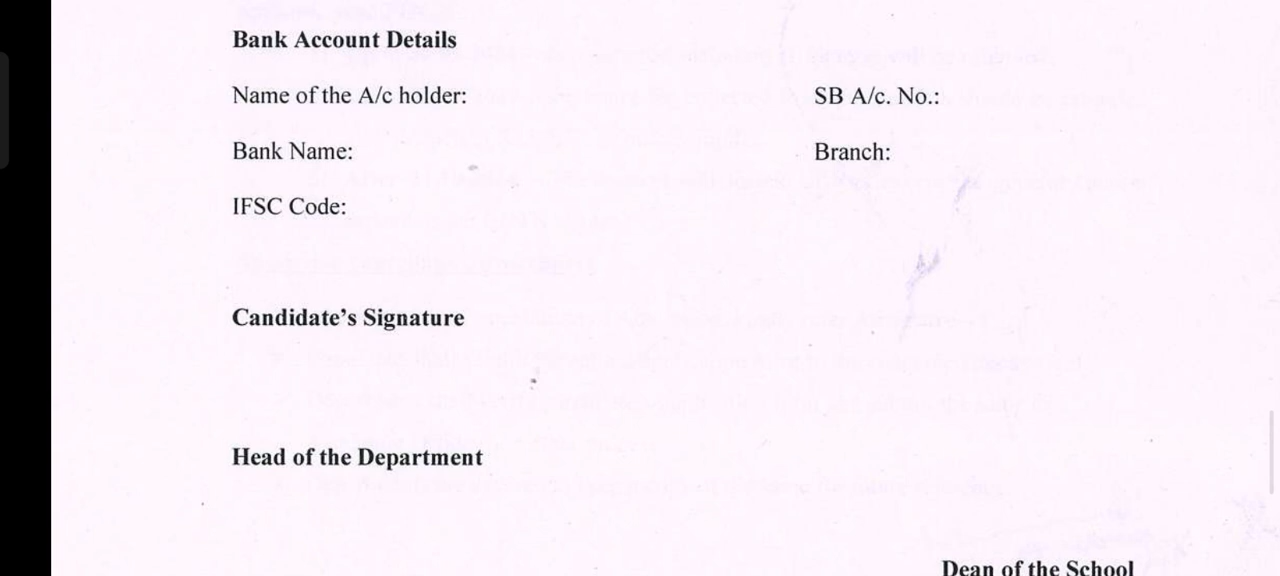 Bank Account Details
Name of the A/c holder: SB A/c. No.:
Bank Name: Branch:
IFSC Code:
Candidate’s Signature
Head of the Department
Dean of the School